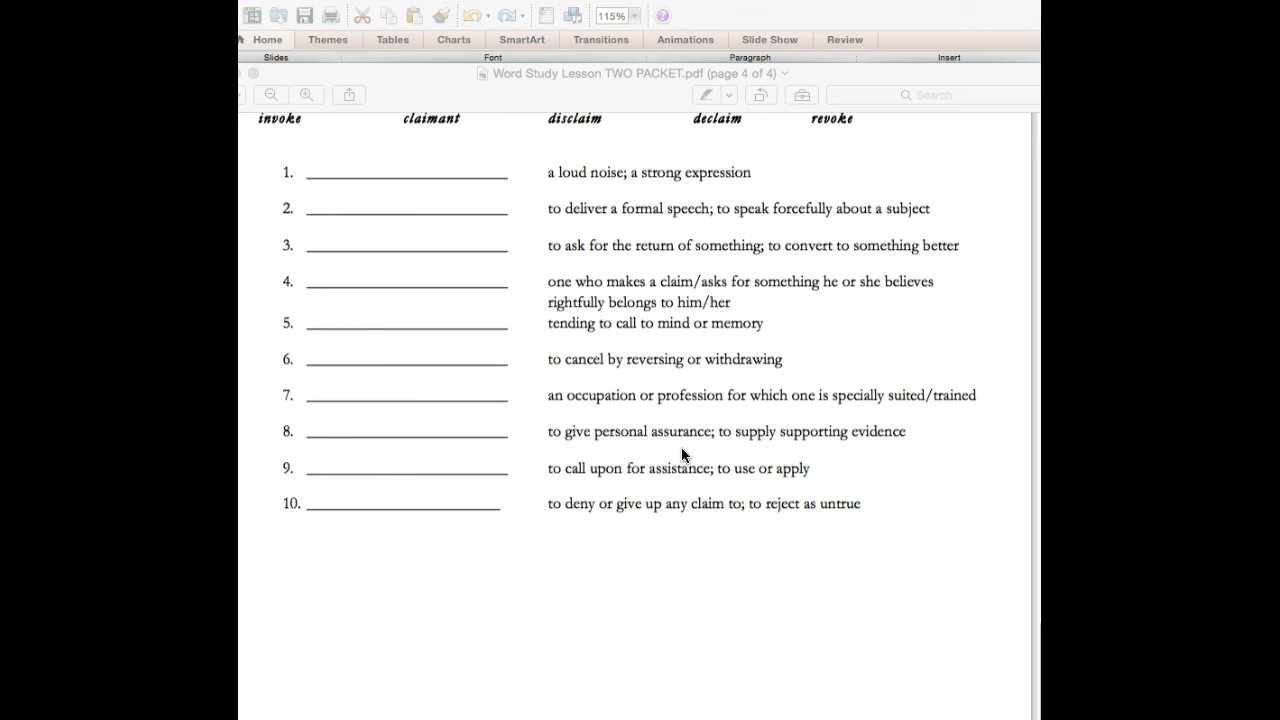 115%
Home Themes Tables Charts SmartArt Transitions Animations Slide Show Review
Slides Font Paragraph Insert
Word Study Lesson TWO PACKET.pdf (page 4 of 4)
Search
invoke claimant disclaim declaim revoke
1. a loud noise; a strong expression
2. to deliver a formal speech; to speak forcefully about a subject
3. to ask for the return of something; to convert to something better
4. one who makes a claim/asks for something he or she believes
rightfully belongs to him/her
5. tending to call to mind or memory
6. to cancel by reversing or withdrawing
7. an occupation or profession for which one is specially suited/trained
8. to give personal assurance; to supply supporting evidence
9. to call upon for assistance; to use or apply
10. to deny or give up any claim to; to reject as untrue